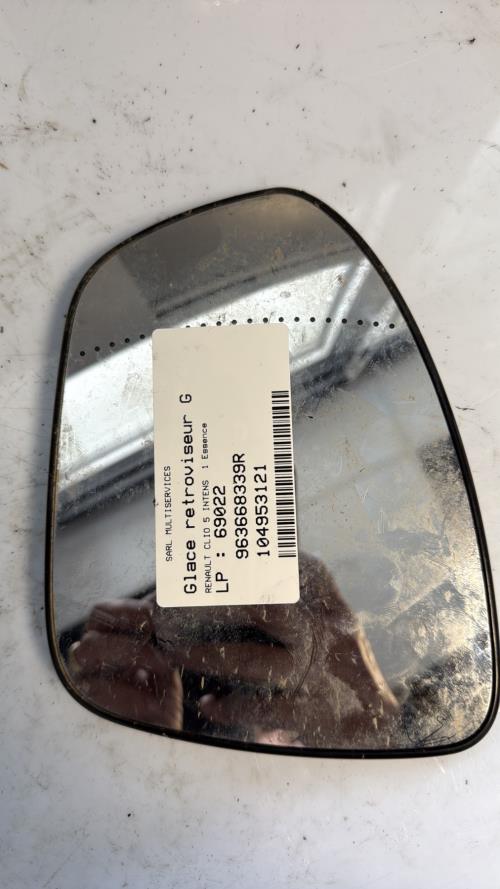 SARL MULTISERVICES
Glace retroviseur G
RENAULT CLIO 5 INTENS 1 Essence
LP : 69022
963668339R
104953121